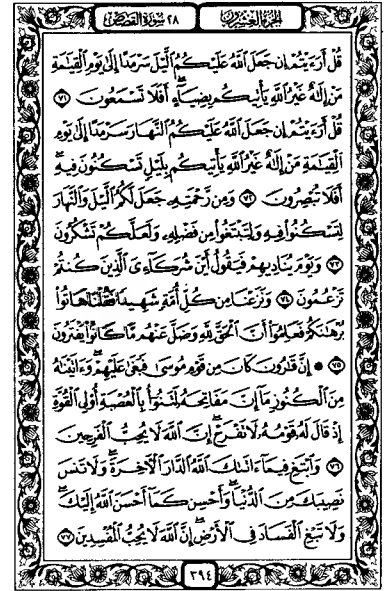 ٢٨ سورة القصص
الجزء العشرون
قُلْ أَرَءَيْتُمْ إِن جَعَلَ ٱللَّهُ عَلَيْكُمُ ٱلَّيْلَ سَرْمَدًا إِلَىٰ يَوْمِ ٱلْقِيَٰمَةِ
مَنْ إِلَٰهٌ غَيْرُ ٱللَّهِ يَأْتِيكُم بِضِيَآءٍ أَفَلَا تَسْمَعُونَ ٧١
قُلْ أَرَءَيْتُمْ إِن جَعَلَ ٱللَّهُ عَلَيْكُمُ ٱلنَّهَارَ سَرْمَدًا إِلَىٰ يَوْمِ
ٱلْقِيَٰمَةِ مَنْ إِلَٰهٌ غَيْرُ ٱللَّهِ يَأْتِيكُم بِلَيْلٍ تَسْكُنُونَ فِيهِ
أَفَلَا تُبْصِرُونَ ٧٢ وَمِن رَّحْمَتِهِۦ جَعَلَ لَكُمُ ٱلَّيْلَ وَٱلنَّهَارَ
لِتَسْكُنُوا۟ فِيهِ وَلِتَبْتَغُوا۟ مِن فَضْلِهِۦ وَلَعَلَّكُمْ تَشْكُرُونَ
٧٣ وَيَوْمَ يُنَادِيهِمْ فَيَقُولُ أَيْنَ شُرَكَآءِىَ ٱلَّذِينَ كُنتُمْ
تَزْعُمُونَ ٧٤ وَنَزَعْنَا مِن كُلِّ أُمَّةٍ شَهِيدًا فَقُلْنَا هَاتُوا۟
بُرْهَٰنَكُمْ فَعَلِمُوٓا۟ أَنَّ ٱلْحَقَّ لِلَّهِ وَضَلَّ عَنْهُم مَّا كَانُوا۟ يَفْتَرُونَ
٧٥ إِنَّ قَٰرُونَ كَانَ مِن قَوْمِ مُوسَىٰ فَبَغَىٰ عَلَيْهِمْ وَءَاتَيْنَٰهُ
مِنَ ٱلْكُنُوزِ مَآ إِنَّ مَفَاتِحَهُۥ لَتَنُوٓأُ بِٱلْعُصْبَةِ أُو۟لِى ٱلْقُوَّةِ
إِذْ قَالَ لَهُۥ قَوْمُهُۥ لَا تَفْرَحْ إِنَّ ٱللَّهَ لَا يُحِبُّ ٱلْفَرِحِينَ
٧٦ وَٱبْتَغِ فِيمَآ ءَاتَىٰكَ ٱللَّهُ ٱلدَّارَ ٱلْءَاخِرَةَ وَلَا تَنسَ
نَصِيبَكَ مِنَ ٱلدُّنْيَا وَأَحْسِن كَمَآ أَحْسَنَ ٱللَّهُ إِلَيْكَ
وَلَا تَبْغِ ٱلْفَسَادَ فِى ٱلْأَرْضِ إِنَّ ٱللَّهَ لَا يُحِبُّ ٱلْمُفْسِدِينَ ٧٧
٣٩٤